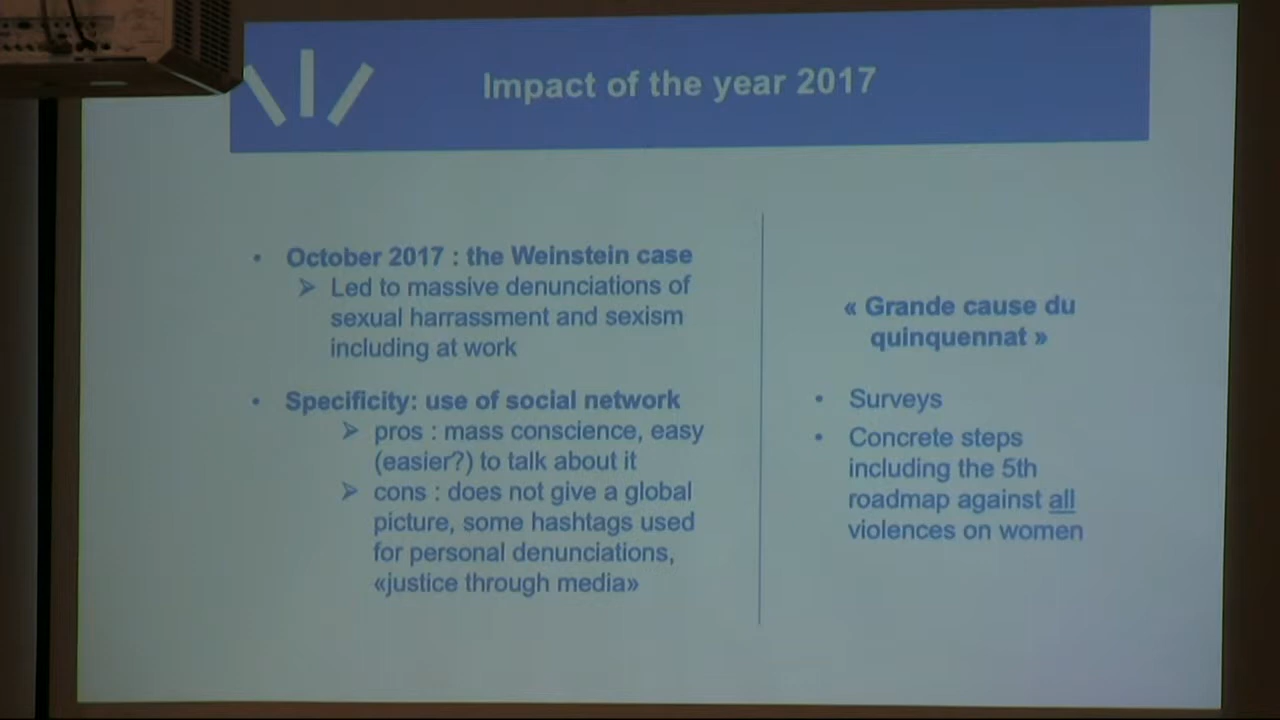 Impact of the year 2017
• October 2017 : the Weinstein case
➢ Led to massive denunciations of
sexual harrassment and sexism
including at work
• Specificity: use of social network
➢ pros : mass conscience, easy
(easier?) to talk about it
➢ cons : does not give a global
picture, some hashtags used
for personal denunciations,
«justice through media»
« Grande cause du
quinquennat »
• Surveys
• Concrete steps
including the 5th
roadmap against all
violences on women